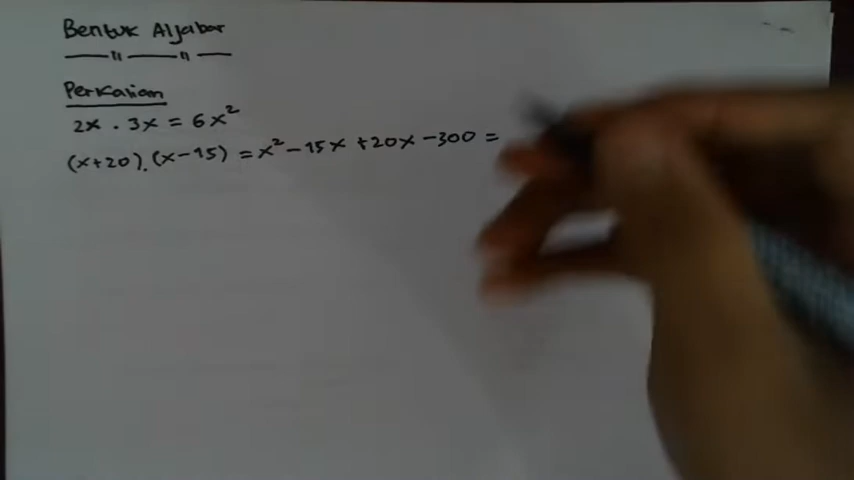 Bentuk Aljabar
Perkalian
2x . 3x = 6x²
(x+20).(x-15) = x² - 15x + 20x - 300 =